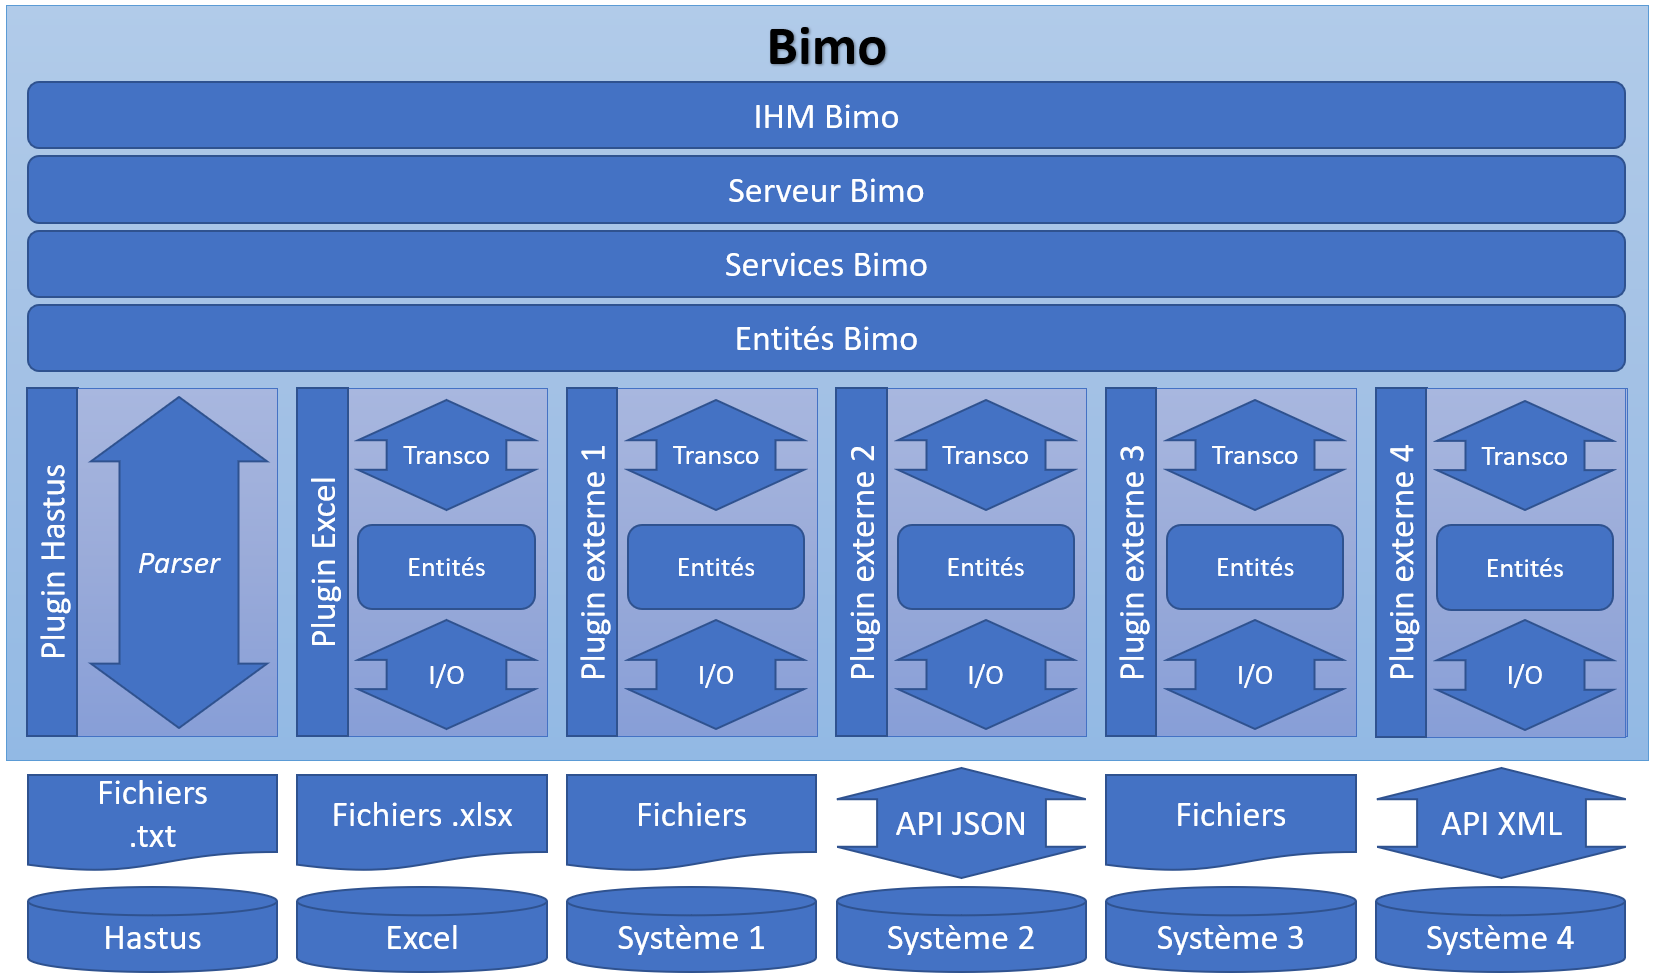 Bimo
IHM Bimo
Serveur Bimo
Services Bimo
Entités Bimo
Plugin Hastus
Parser
Plugin Excel
Transco
Entités
I/O
Plugin externe 1
Transco
Entités
I/O
Plugin externe 2
Transco
Entités
I/O
Plugin externe 3
Transco
Entités
I/O
Plugin externe 4
Transco
Entités
I/O
Fichiers
.txt
Fichiers .xlsx
Fichiers
API JSON
Fichiers
API XML
Hastus
Excel
Système 1
Système 2
Système 3
Système 4